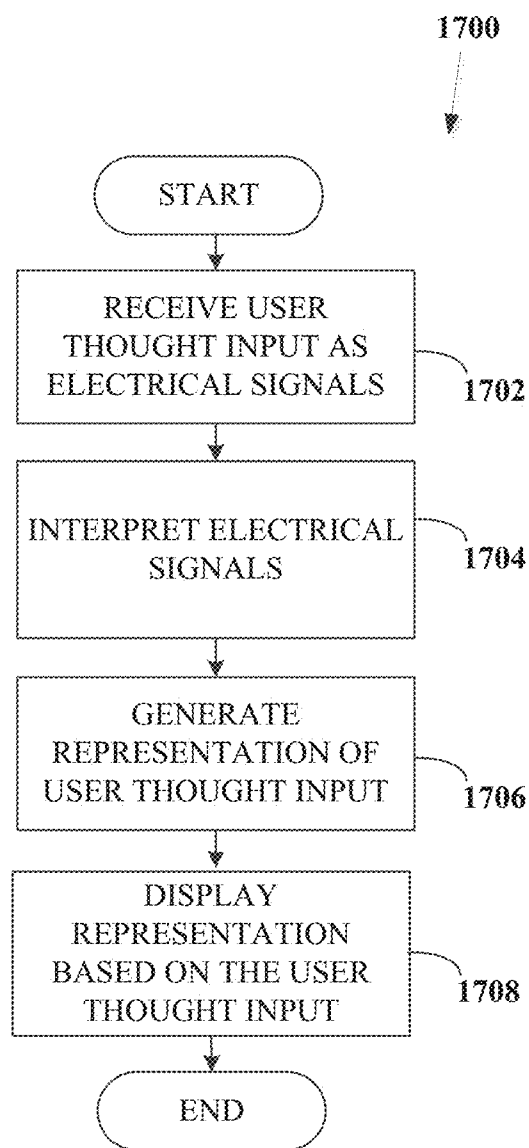 1700
START
RECEIVE USER
THOUGHT INPUT AS
ELECTRICAL SIGNALS
1702
INTERPRET ELECTRICAL
SIGNALS
1704
GENERATE
REPRESENTATION OF
USER THOUGHT INPUT
1706
DISPLAY
REPRESENTATION
BASED ON THE USER
THOUGHT INPUT
1708
END